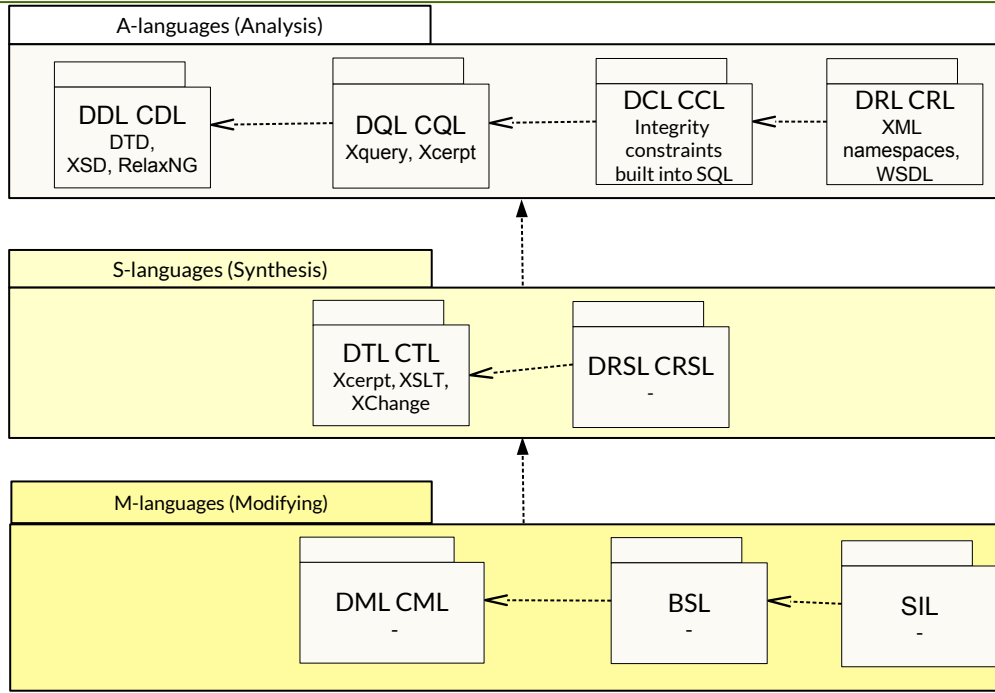 A-languages (Analysis)
DDL CDL
DTD,
XSD, RelaxNG
DQL CQL
Xquery, Xcerpt
DCL CCL
Integrity
constraints
built into SQL
DRL CRL
XML
namespaces,
WSDL
S-languages (Synthesis)
DTL CTL
Xcerpt, XSLT,
XChange
DRSL CRSL
-
M-languages (Modifying)
DML CML
-
BSL
-
SIL
-